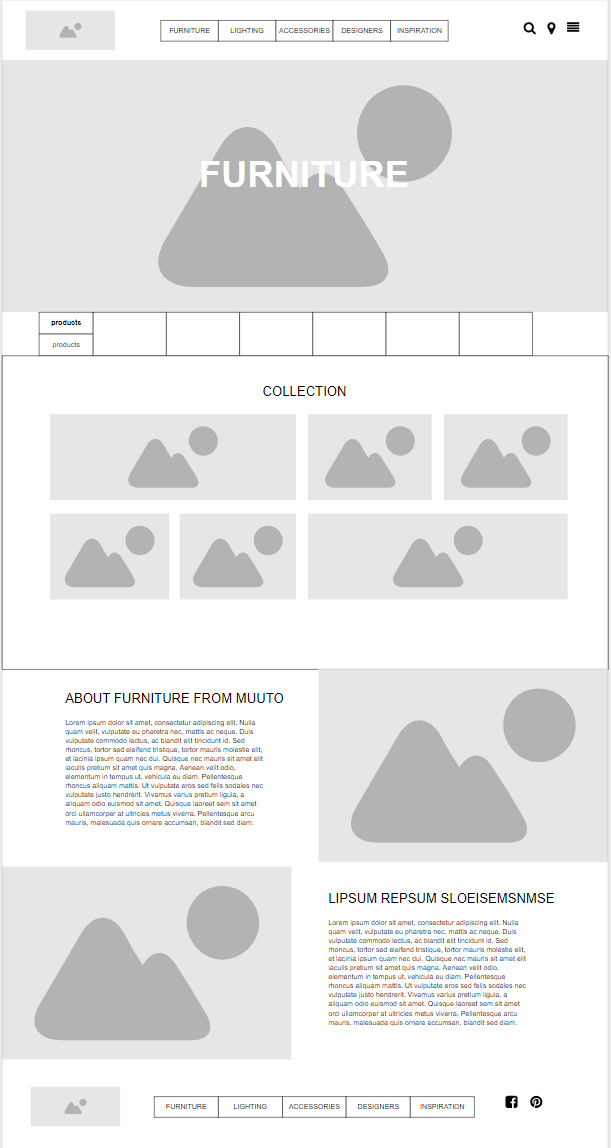 FURNITURE LIGHTING ACCESSORIES DESIGNERS INSPIRATION
FURNITURE
products
products
COLLECTION
ABOUT FURNITURE FROM MUUTO
Lorem ipsum dolor sit amet, consectetur adipiscing elit. Nulla
quam velit, vulputate eu pharetra nec, mattis ac neque. Duis
vulputate commodo lectus, ac blandit elit tincidunt id. Sed
rhoncus, tortor sed eleifend tristique, tortor mauris molestie elit,
et lacinia ipsum quam nec dui. Quisque nec mauris sit amet elit
iaculis pretium sit amet quis magna. Aenean velit odio,
elementum in tempus ut, vehicula eu diam. Pellentesque
rhoncus aliquam mattis. Ut vulputate eros sed felis sodales nec
vulputate justo hendrerit. Vivamus varius pretium ligula, a
aliquam odio euismod sit amet. Quisque laoreet sem sit amet
orci ullamcorper at ultricies metus viverra. Pellentesque arcu
mauris, malesuada quis ornare accumsan, blandit sed diam.
LIPSUM REPSUM SLOEISEMSNMSE
Lorem ipsum dolor sit amet, consectetur adipiscing elit. Nulla
quam velit, vulputate eu pharetra nec, mattis ac neque. Duis
vulputate commodo lectus, ac blandit elit tincidunt id. Sed
rhoncus, tortor sed eleifend tristique, tortor mauris molestie elit,
et lacinia ipsum quam nec dui. Quisque nec mauris sit amet elit
iaculis pretium sit amet quis magna. Aenean velit odio,
elementum in tempus ut, vehicula eu diam. Pellentesque
rhoncus aliquam mattis. Ut vulputate eros sed felis sodales nec
vulputate justo hendrerit. Vivamus varius pretium ligula, a
aliquam odio euismod sit amet. Quisque laoreet sem sit amet
orci ullamcorper at ultricies metus viverra. Pellentesque arcu
mauris, malesuada quis ornare accumsan, blandit sed diam.
FURNITURE LIGHTING ACCESSORIES DESIGNERS INSPIRATION